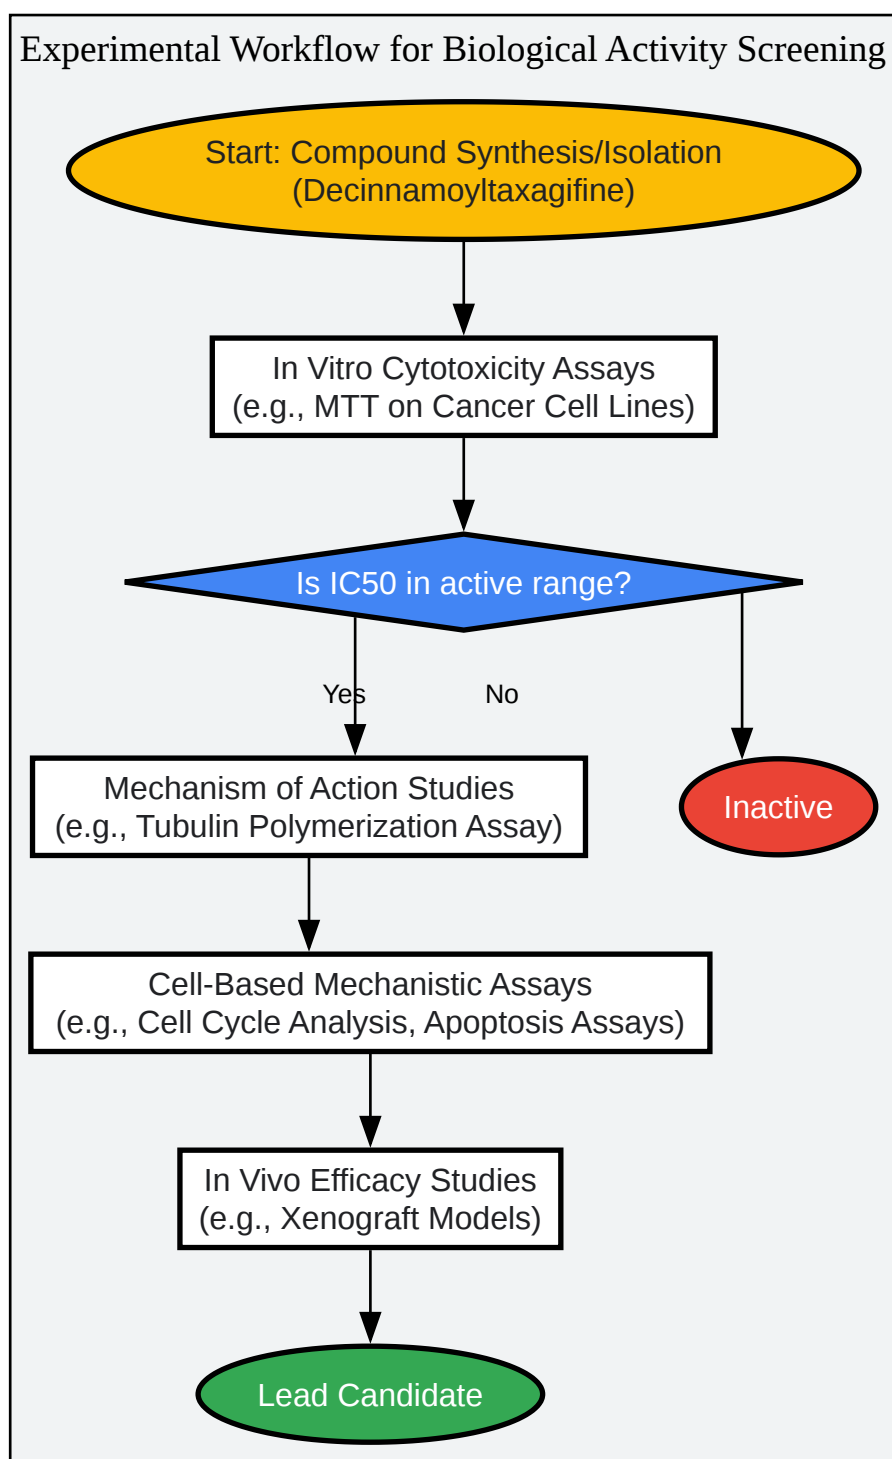 Experimental Workflow for Biological Activity Screening
Start: Compound Synthesis/Isolation
(Decinnamoyltaxagifine)
In Vitro Cytotoxicity Assays
(e.g., MTT on Cancer Cell Lines)
Is IC50 in active range?
Yes
No
Mechanism of Action Studies
(e.g., Tubulin Polymerization Assay)
Inactive
Cell-Based Mechanistic Assays
(e.g., Cell Cycle Analysis, Apoptosis Assays)
In Vivo Efficacy Studies
(e.g., Xenograft Models)
Lead Candidate